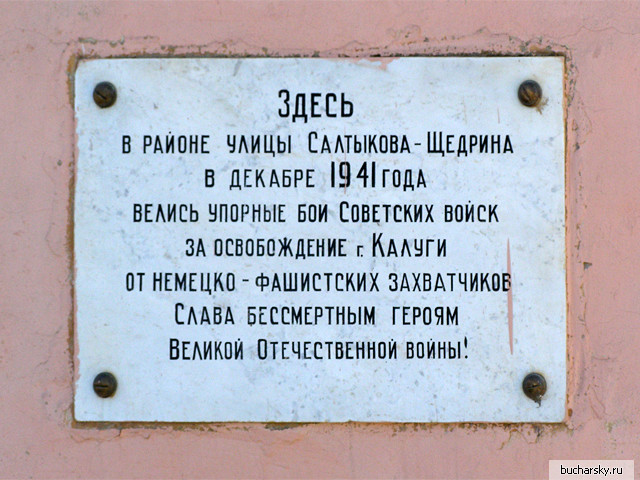 Здесь
в районе улицы Салтыкова-Щедрина
в декабре 1941 года
велись упорные бои Советских войск
за освобождение г. Калуги
от немецко-фашистских захватчиков
Слава бессмертным героям
Великой Отечественной войны!
bucharsky.ru